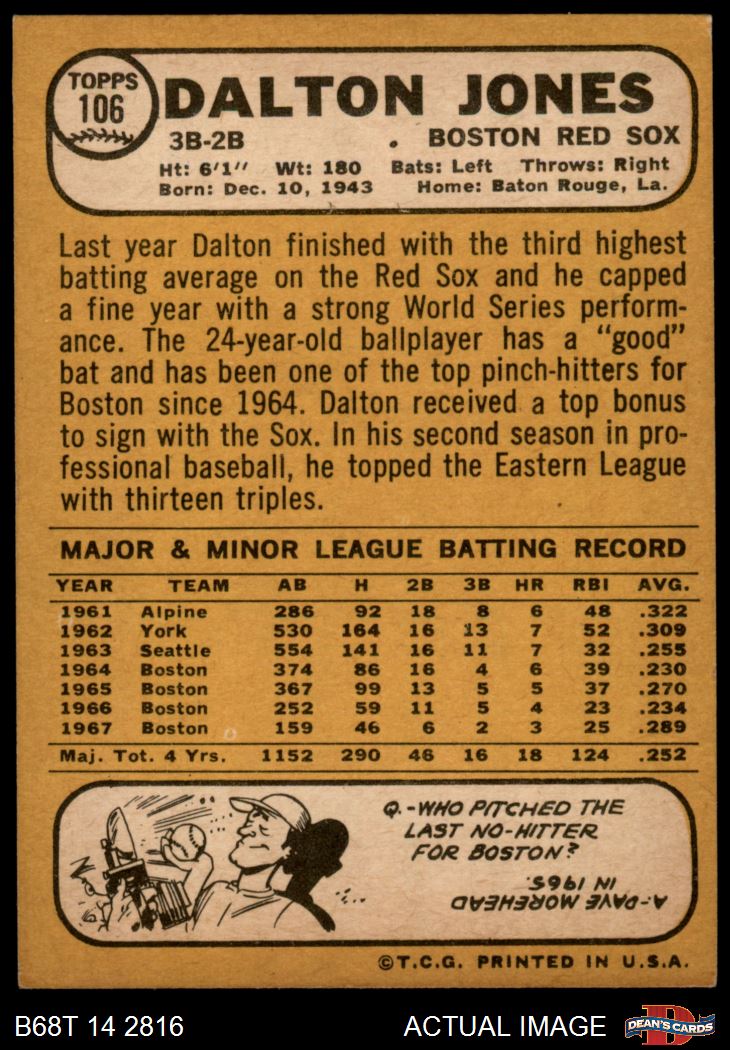 TOPPS
106
DALTON JONES
3B-2B . BOSTON RED SOX
Ht: 6'1" Wt: 180 Bats: Left Throws: Right
Born: Dec. 10, 1943 Home: Baton Rouge, La.
Last year Dalton finished with the third highest
batting average on the Red Sox and he capped
a fine year with a strong World Series perform-
ance. The 24-year-old ballplayer has a “good”
bat and has been one of the top pinch-hitters for
Boston since 1964. Dalton received a top bonus
to sign with the Sox. In his second season in pro-
fessional baseball, he topped the Eastern League
with thirteen triples.
MAJOR & MINOR LEAGUE BATTING RECORD
YEAR TEAM AB H 2B 3B HR RBI AVG.
1961 Alpine 286 92 18 8 6 48 .322
1962 York 530 164 16 13 7 52 .309
1963 Seattle 554 141 16 11 7 32 .255
1964 Boston 374 86 16 4 6 39 .230
1965 Boston 367 99 13 5 5 37 .270
1966 Boston 252 59 11 5 4 23 .234
1967 Boston 159 46 6 2 3 25 .289
Maj. Tot. 4 Yrs. 1152 290 46 16 18 124 .252
Q.-WHO PITCHED THE
LAST NO-HITTER
FOR BOSTON?
A-DAVE MOREHEAD
IN 1965.
©T.C.G. PRINTED IN U.S.A.
B68T 14 2816 ACTUAL IMAGE
D
DEAN'S CARDS